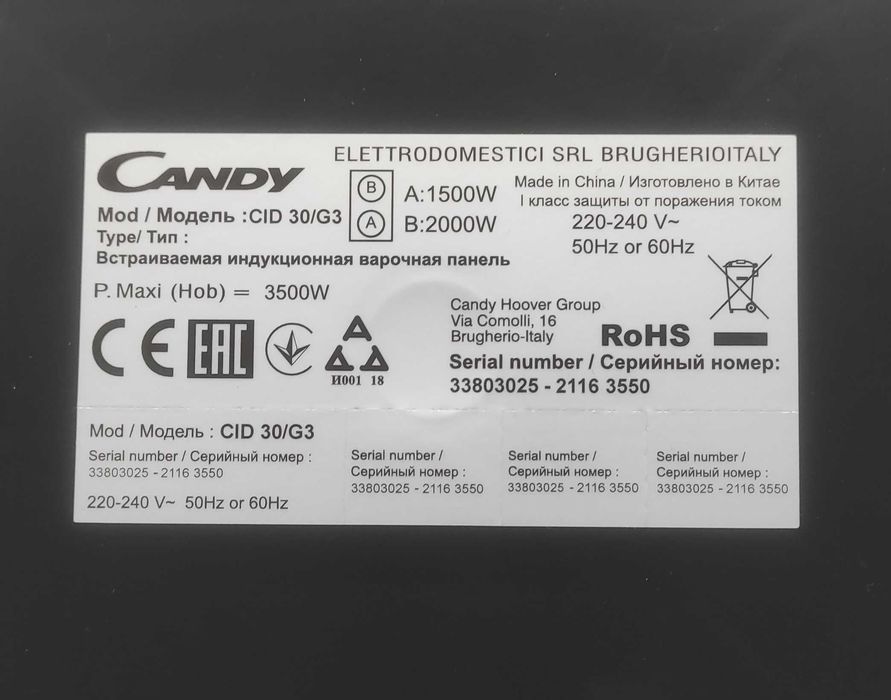 CANDY
ELETTRODOMESTICI SRL BRUGHERIOITALY
Mod / Модель :CID 30/G3
Type/ Тип :
B
A
A:1500W
B:2000W
Made in China / Изготовлено в Китае
I класс защиты от поражения током
220-240 V~
50Hz or 60Hz
Встраиваемая индукционная варочная панель
P. Maxi (Hob) = 3500W
CE
EAC
И001 18
Candy Hoover Group
Via Comolli, 16
Brugherio-Italy
RoHS
Serial number / Серийный номер:
33803025 - 2116 3550
Mod / Модель : CID 30/G3
Serial number / Серийный номер :
33803025 - 2116 3550
220-240 V~ 50Hz or 60Hz
Serial number /
Серийный номер :
33803025 - 2116 3550
Serial number /
Серийный номер :
33803025 - 2116 3550
Serial number /
Серийный номер :
33803025 - 2116 3550